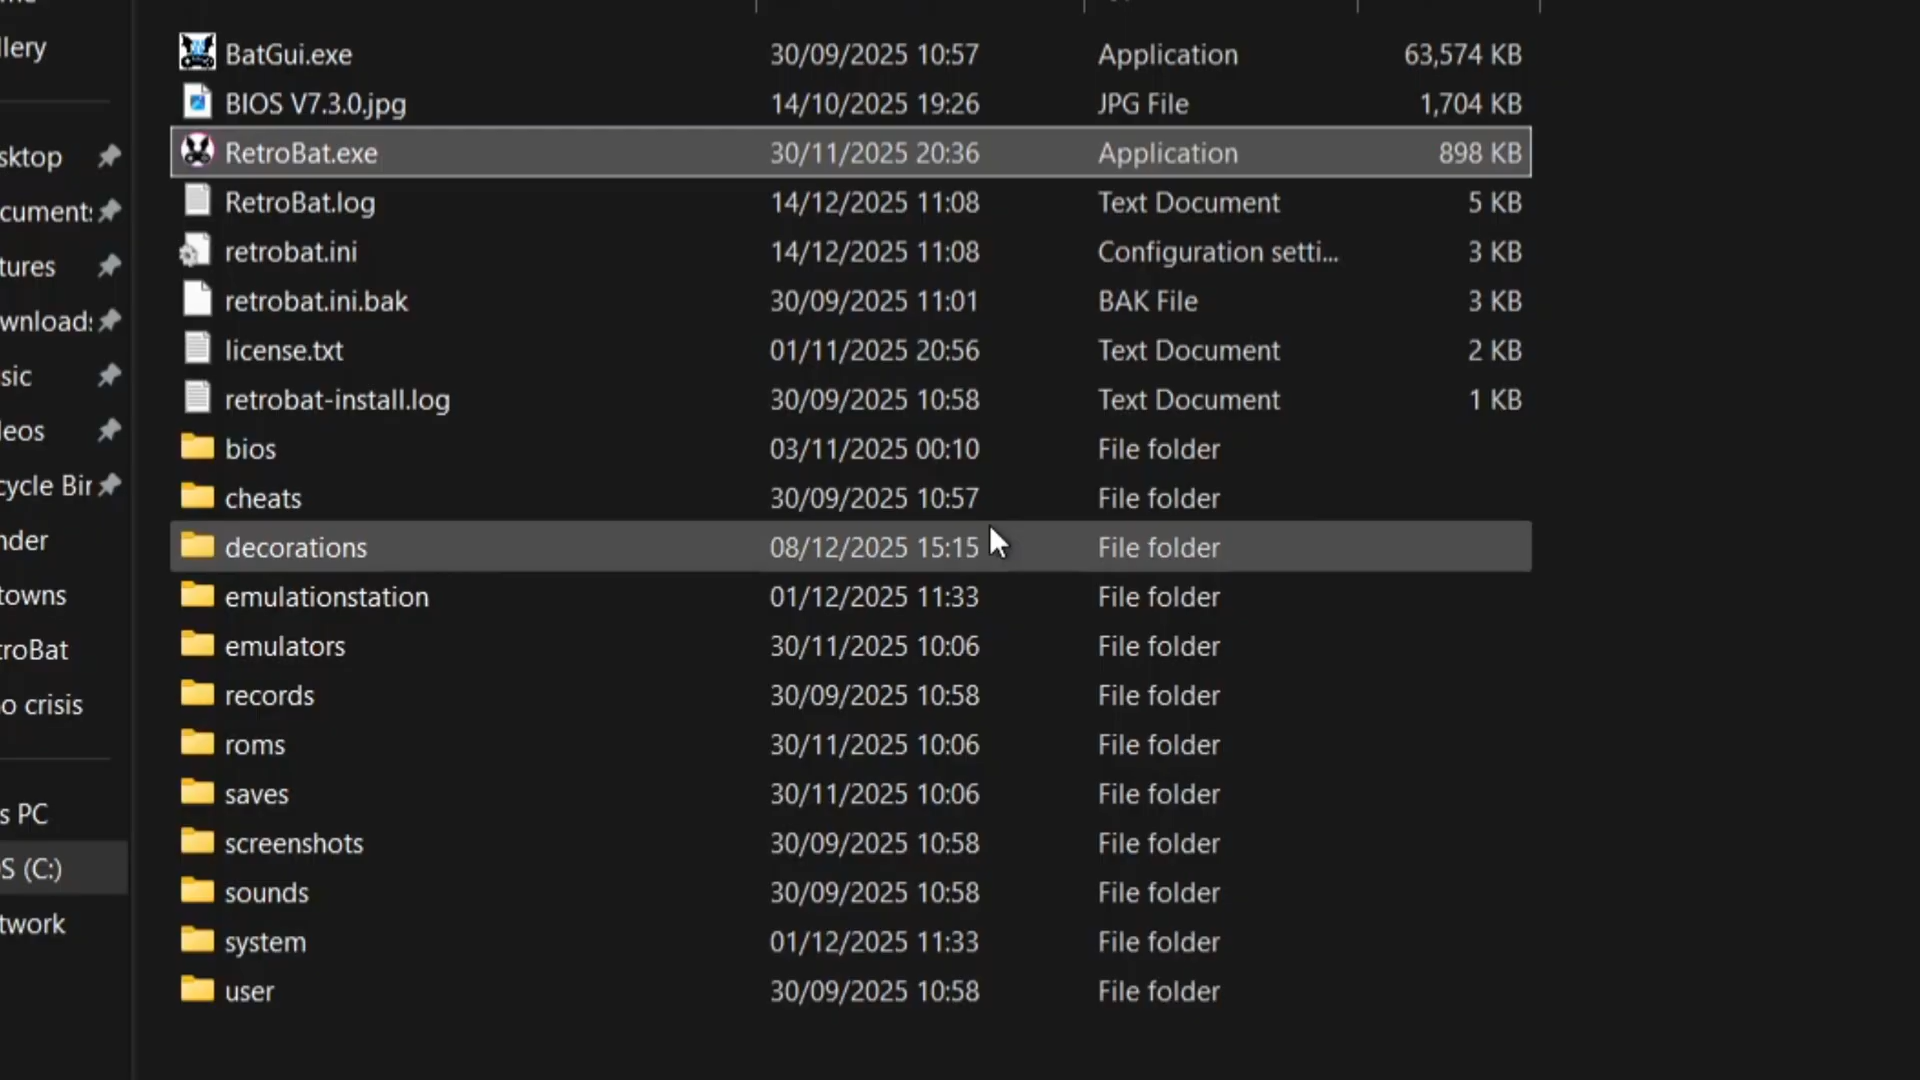 llery
sktop
cuments
tures
wnloads
sic
leos
cycle Bin
nder
towns
troBat
o crisis
s PC
S (C:)
twork
BatGui.exe 30/09/2025 10:57 Application 63,574 KB
BIOS V7.3.0.jpg 14/10/2025 19:26 JPG File 1,704 KB
RetroBat.exe 30/11/2025 20:36 Application 898 KB
RetroBat.log 14/12/2025 11:08 Text Document 5 KB
retrobat.ini 14/12/2025 11:08 Configuration setti... 3 KB
retrobat.ini.bak 30/09/2025 11:01 BAK File 3 KB
license.txt 01/11/2025 20:56 Text Document 2 KB
retrobat-install.log 30/09/2025 10:58 Text Document 1 KB
bios 03/11/2025 00:10 File folder
cheats 30/09/2025 10:57 File folder
decorations 08/12/2025 15:15 File folder
emulationstation 01/12/2025 11:33 File folder
emulators 30/11/2025 10:06 File folder
records 30/09/2025 10:58 File folder
roms 30/11/2025 10:06 File folder
saves 30/11/2025 10:06 File folder
screenshots 30/09/2025 10:58 File folder
sounds 30/09/2025 10:58 File folder
system 01/12/2025 11:33 File folder
user 30/09/2025 10:58 File folder